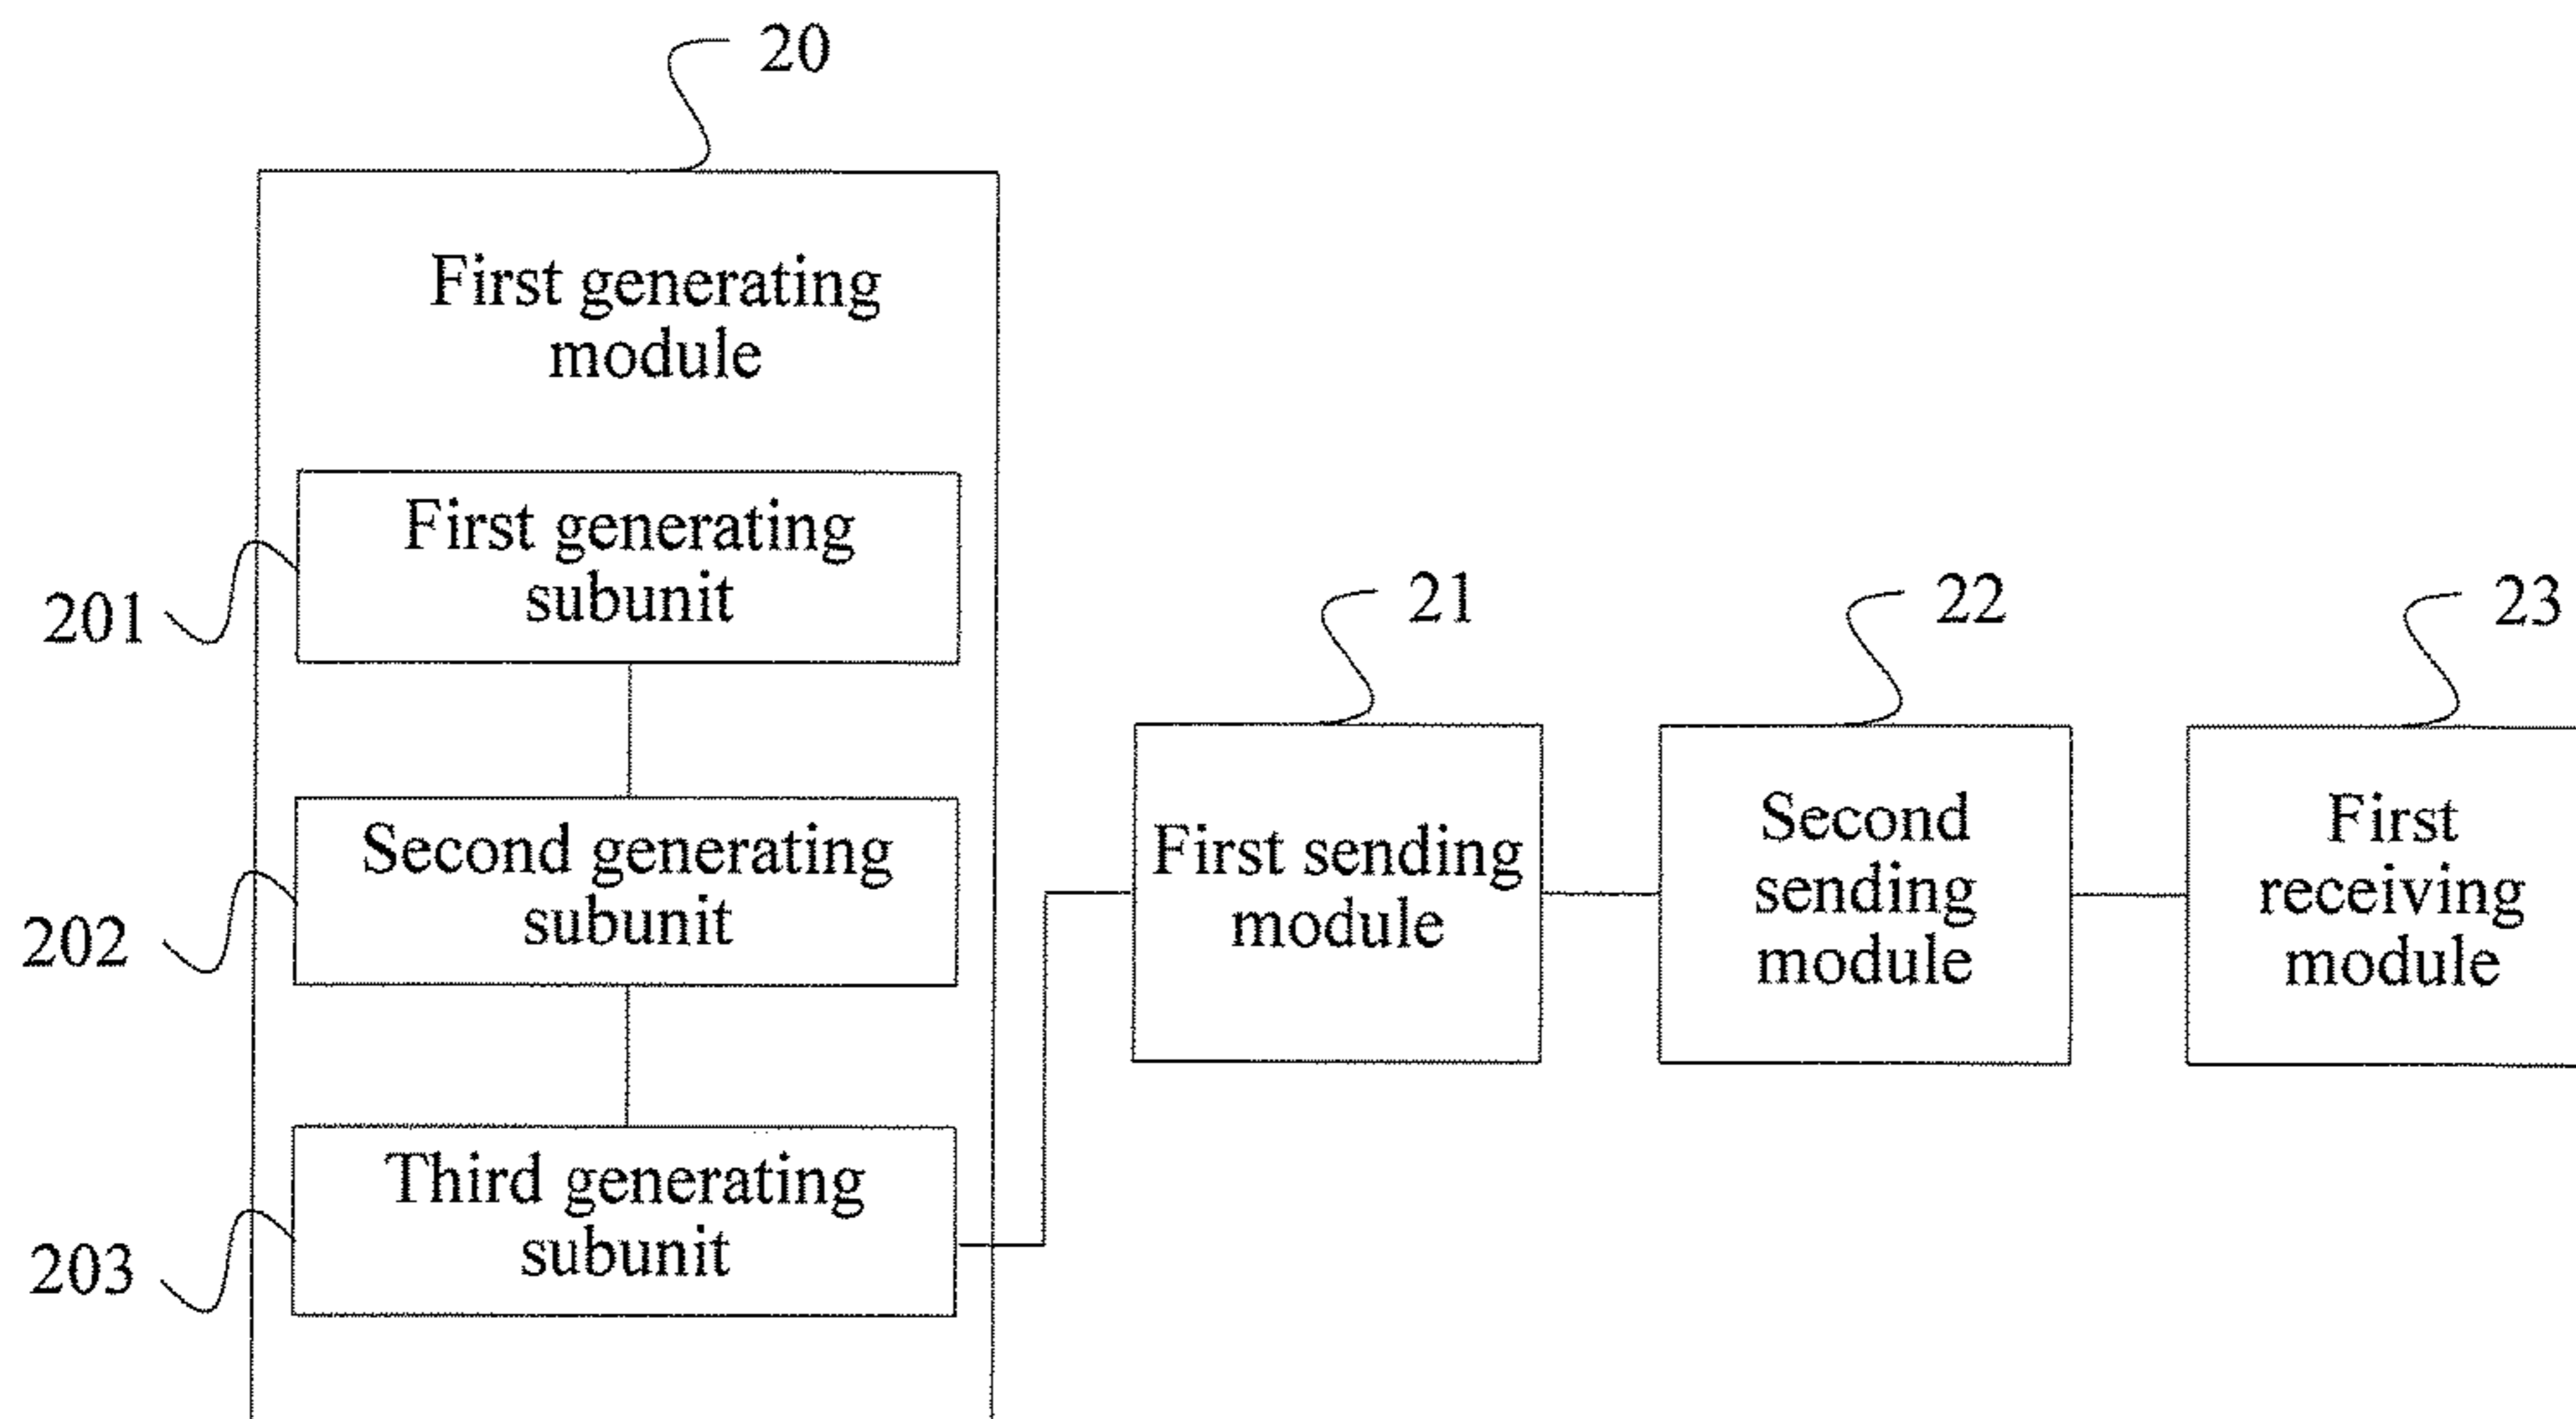 20
First generating
module
First generating
subunit
201
Second generating
subunit
202
Third generating
subunit
203
21
First sending
module
22
Second
sending
module
23
First
receiving
module